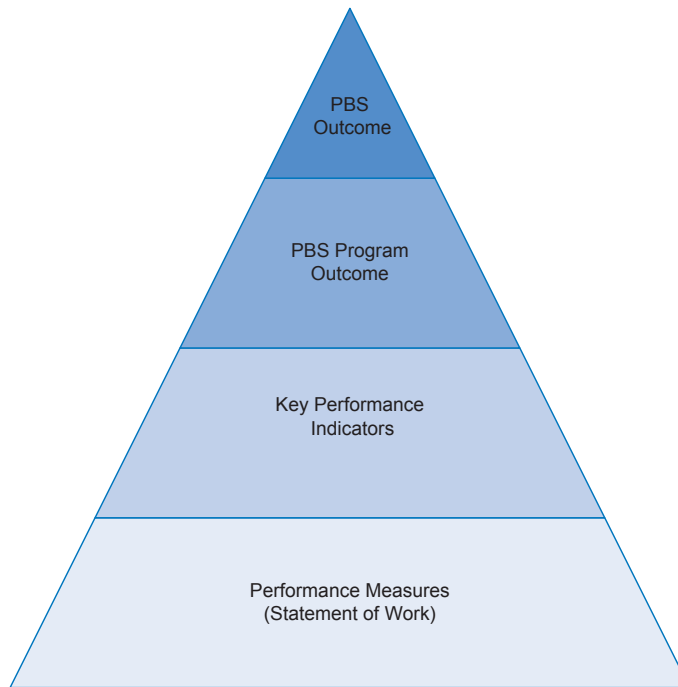 PBS
Outcome
PBS Program
Outcome
Key Performance
Indicators
Performance Measures
(Statement of Work)